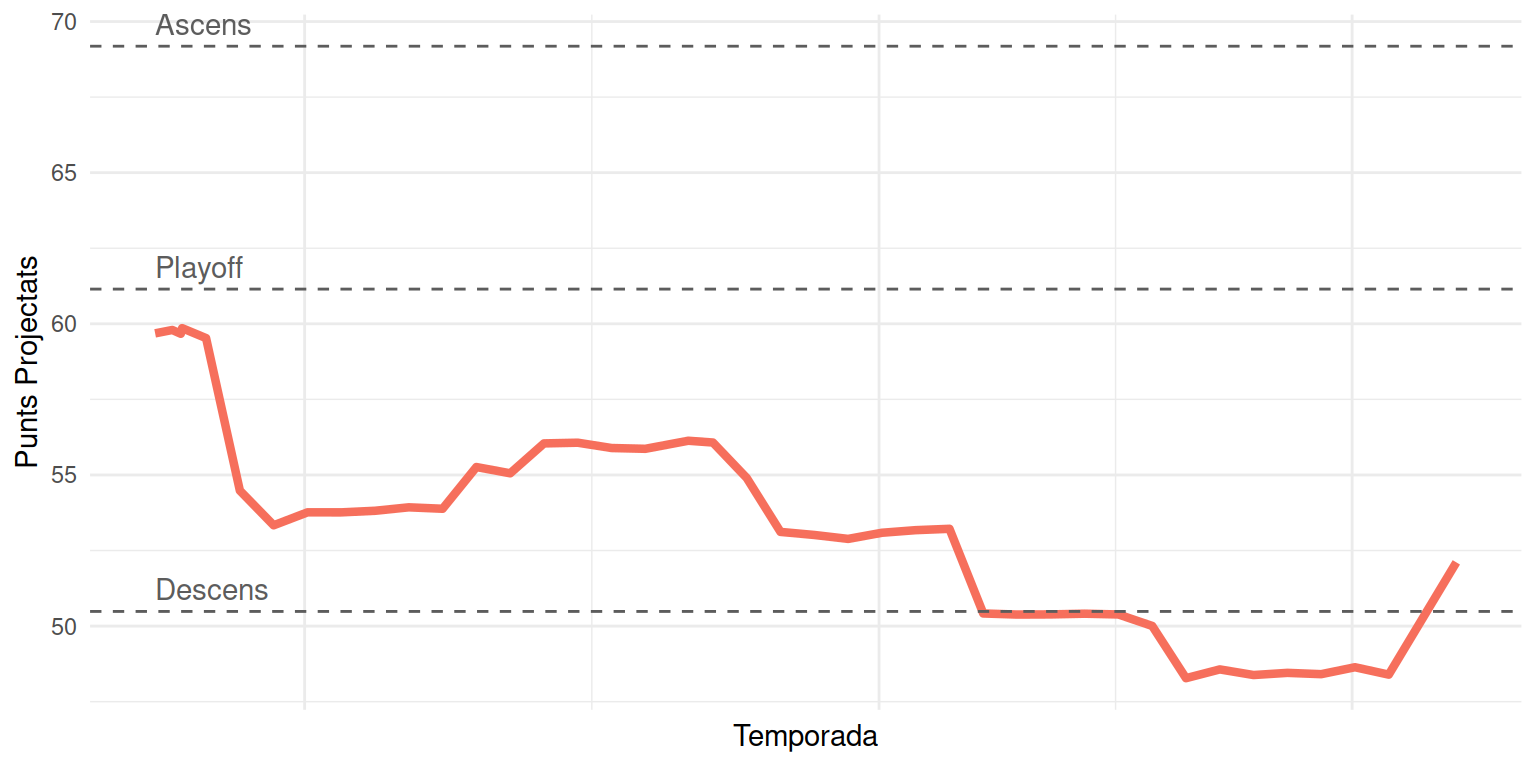 70
Ascens
65
Playoff
60
55
Descens
50
Punts Projectats
Temporada